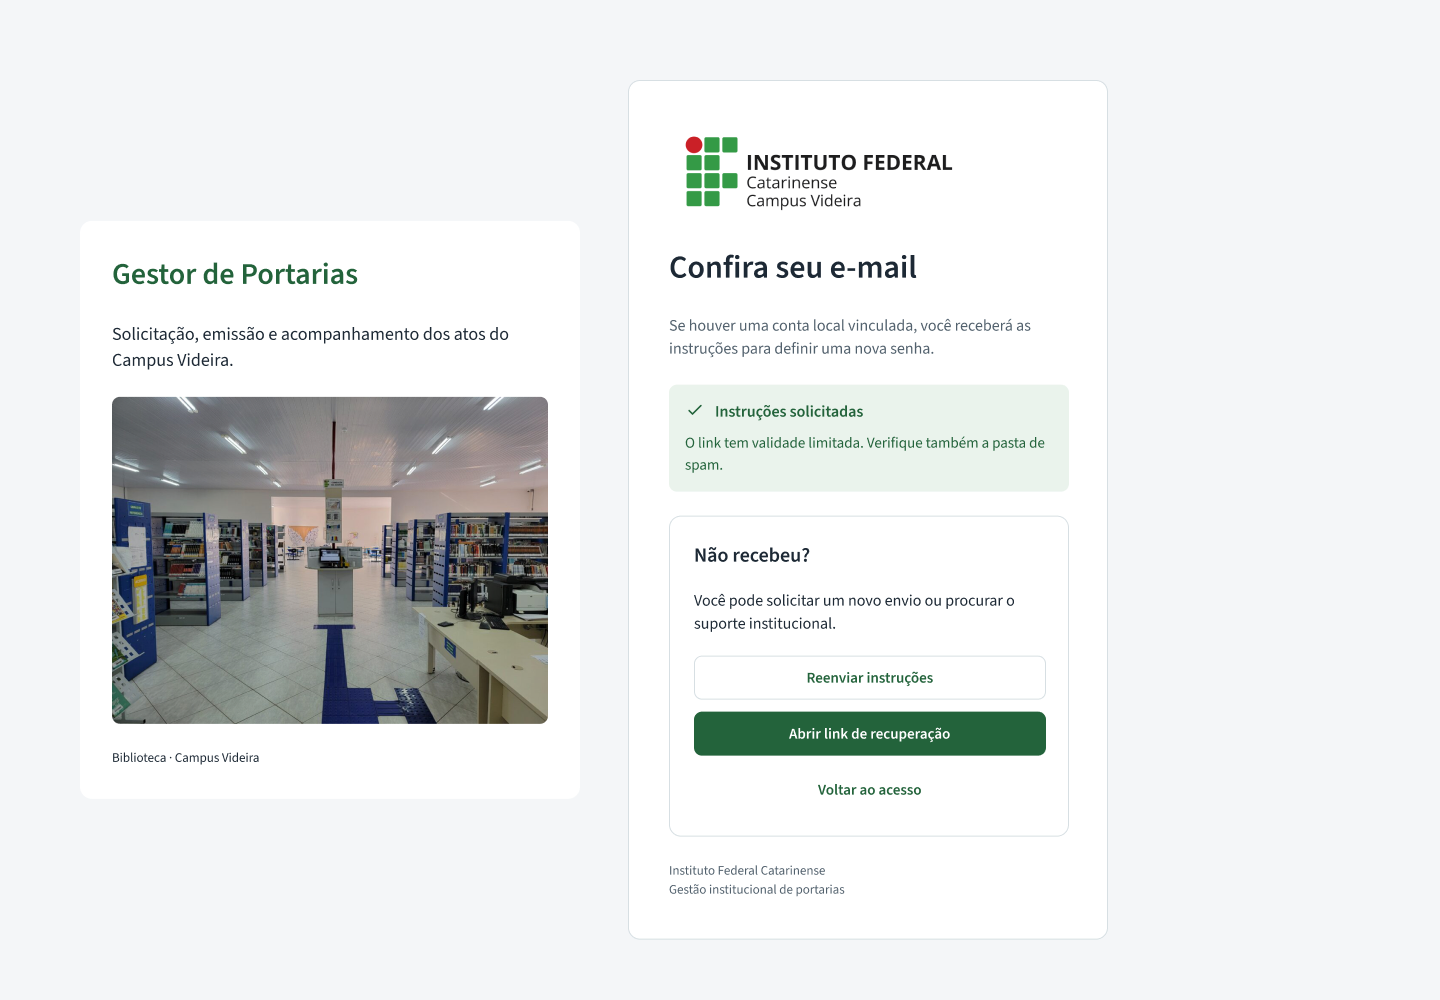 Gestor de Portarias
Solicitação, emissão e acompanhamento dos atos do
Campus Videira.
Biblioteca · Campus Videira
INSTITUTO FEDERAL
Catarinense
Campus Videira
Confira seu e-mail
Se houver uma conta local vinculada, você receberá as
instruções para definir uma nova senha.
Instruções solicitadas
O link tem validade limitada. Verifique também a pasta de
spam.
Não recebeu?
Você pode solicitar um novo envio ou procurar o
suporte institucional.
Reenviar instruções
Abrir link de recuperação
Voltar ao acesso
Instituto Federal Catarinense
Gestão institucional de portarias